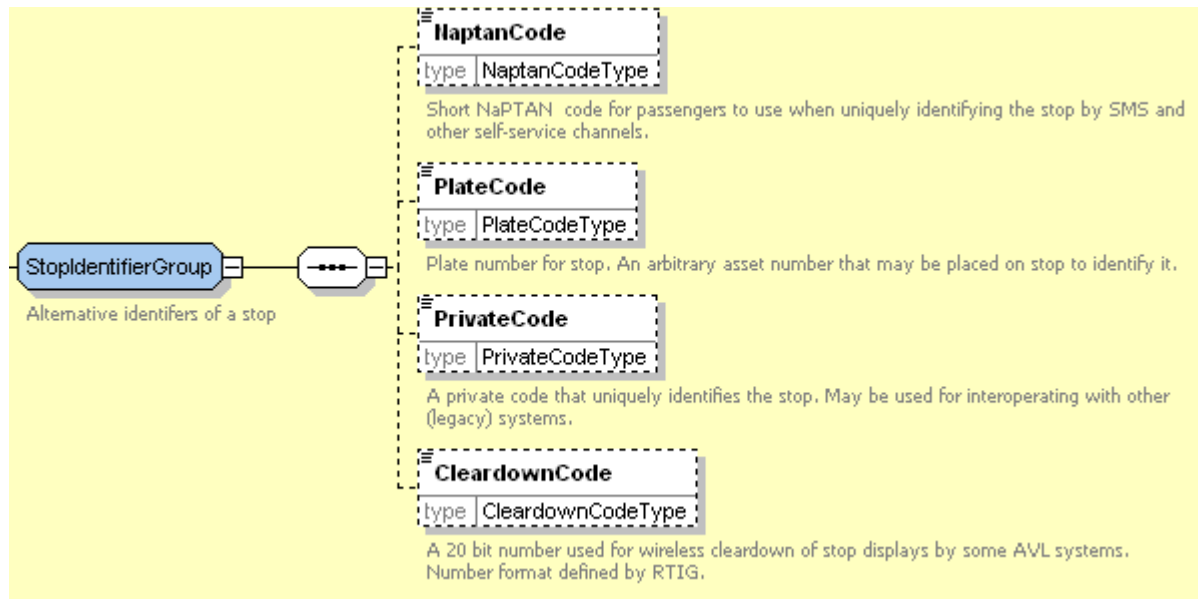 NaptanCode
type NaptanCodeType
Short NaPTAN code for passengers to use when uniquely identifying the stop by SMS and
other self-service channels.
PlateCode
type PlateCodeType
Plate number for stop. An arbitrary asset number that may be placed on stop to identify it.
StopIdentifierGroup
Alternative identifers of a stop
PrivateCode
type PrivateCodeType
A private code that uniquely identifies the stop. May be used for interoperating with other
(legacy) systems.
CleardownCode
type CleardownCodeType
A 20 bit number used for wireless cleardown of stop displays by some AVL systems.
Number format defined by RTIG.